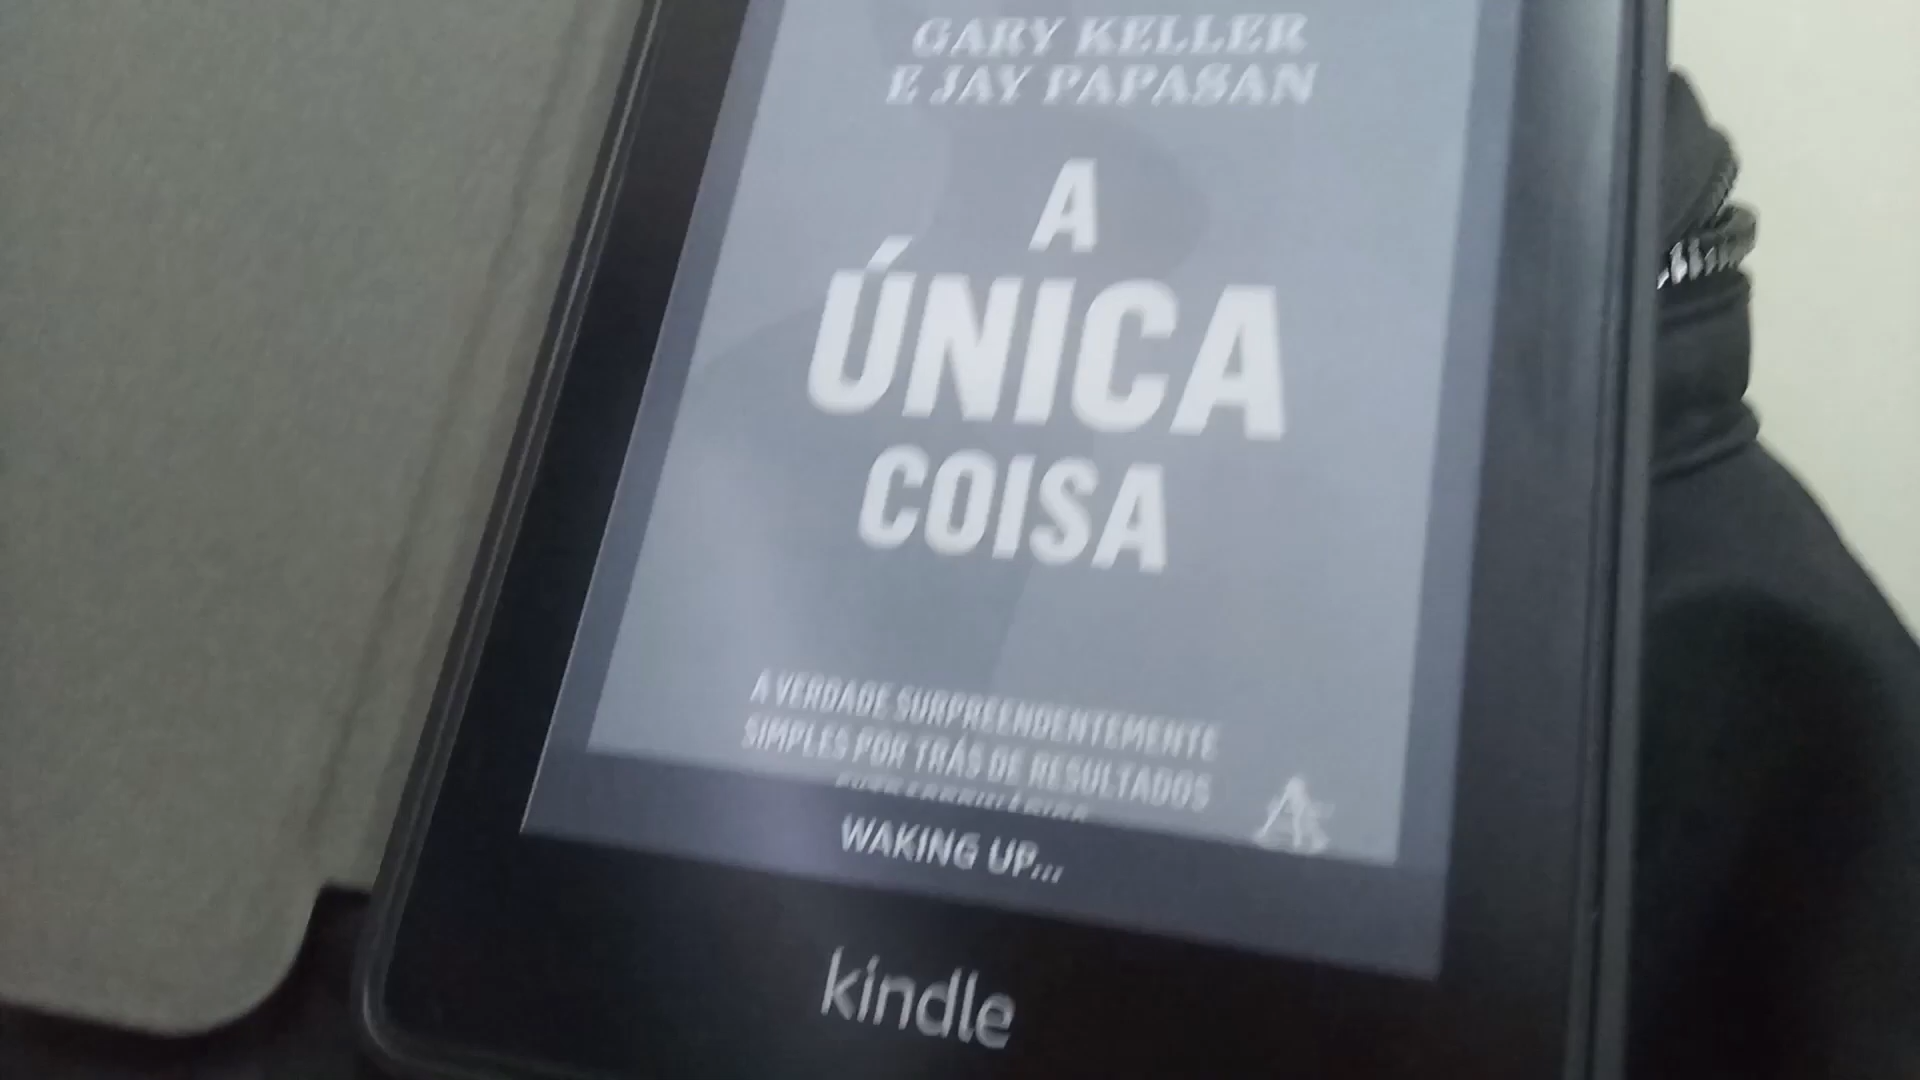 GARY KELLER
E JAY PAPASAN
A
ÚNICA
COISA
A VERDADE SURPREENDENTEMENTE
SIMPLES POR TRÁS DE RESULTADOS
WAKING UP...
kindle